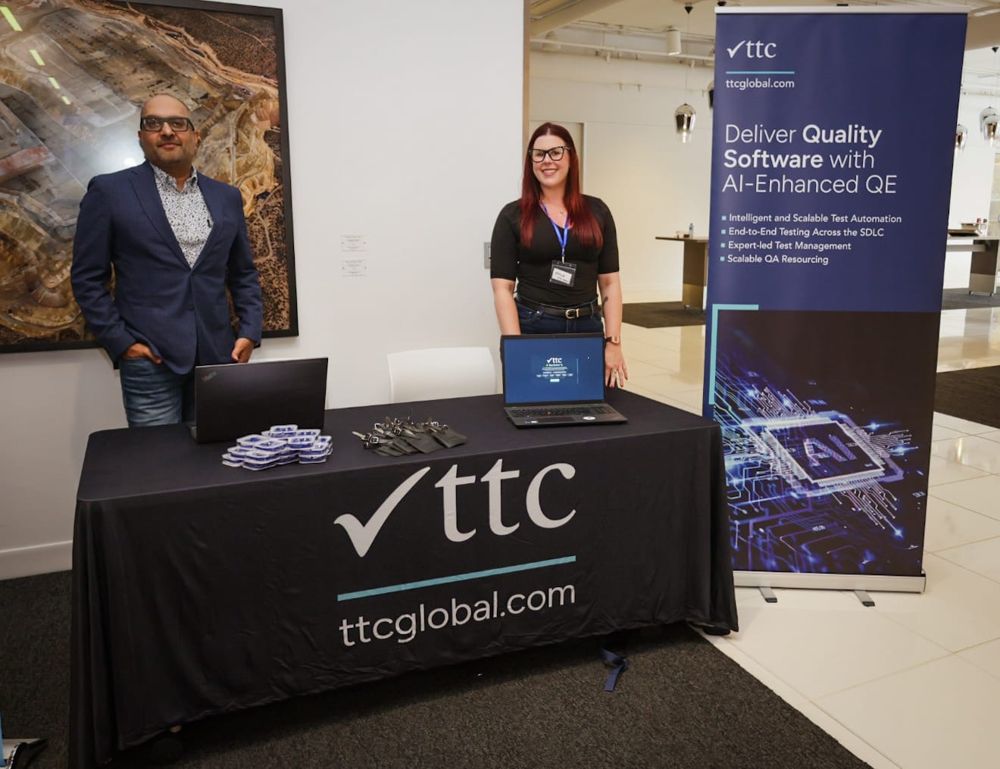 ttc
ttcglobal.com
Deliver Quality
Software with
AI-Enhanced QE
Intelligent and Scalable Test Automation
End-to-End Testing Across the SDLC
Expert-led Test Management
Scalable QA Resourcing
AI
ttc
ttc
ttcglobal.com